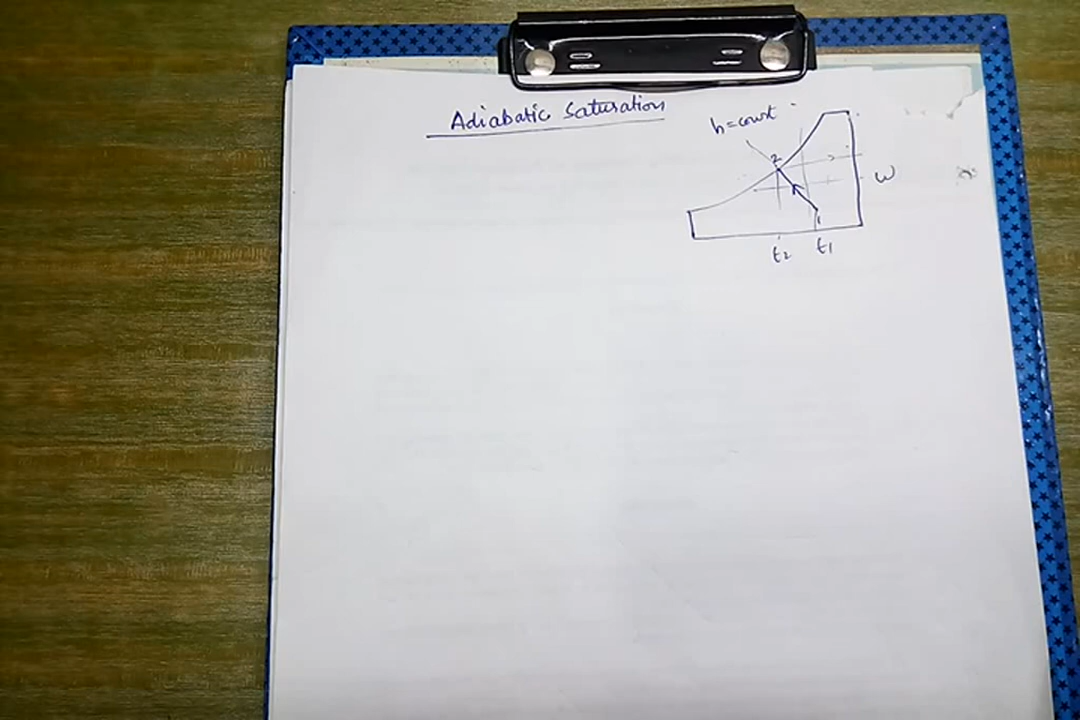 Adiabatic Saturation
h=const
2
ω
1
t2 t1